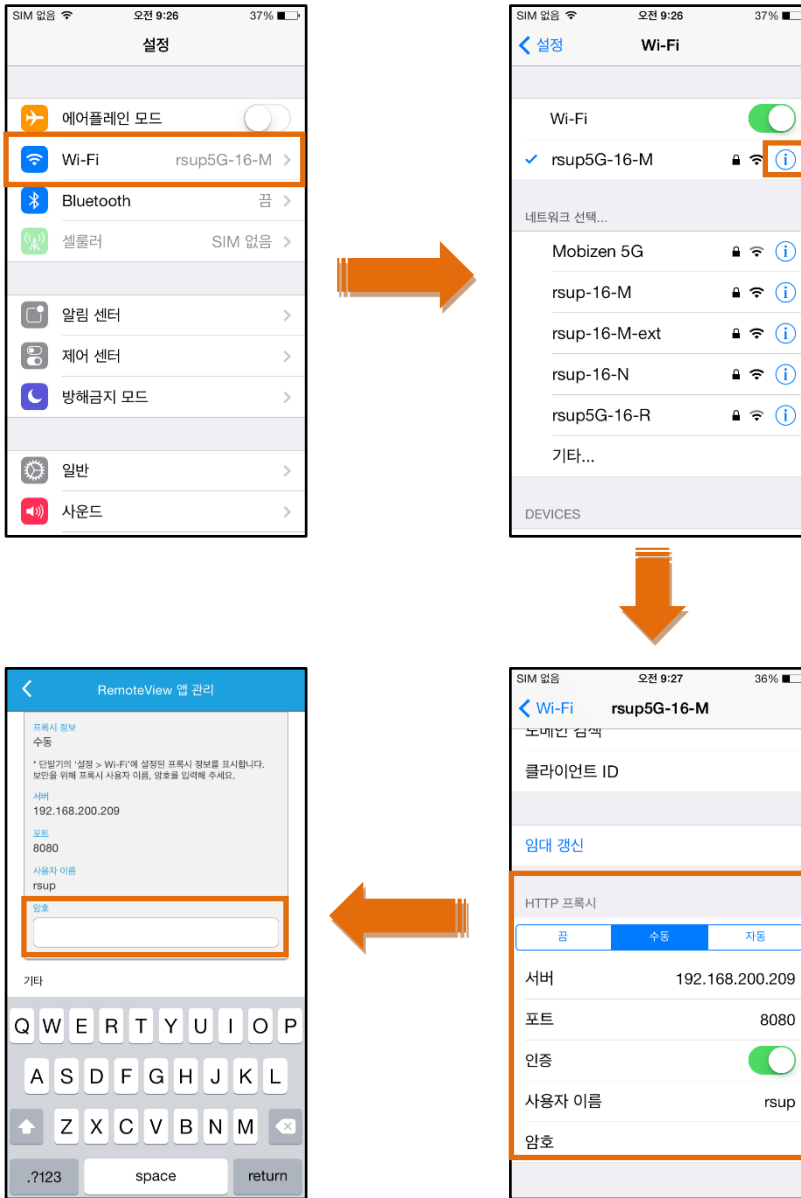 SIM 없음 오전 9:26 37%
설정
에어플레인 모드
Wi-Fi rsup5G-16-M
Bluetooth 끔
셀룰러 SIM 없음
알림 센터
제어 센터
방해금지 모드
일반
사운드
SIM 없음 오전 9:26 37%
설정 Wi-Fi
Wi-Fi
rsup5G-16-M
네트워크 선택...
Mobizen 5G
rsup-16-M
rsup-16-M-ext
rsup-16-N
rsup5G-16-R
기타...
DEVICES
SIM 없음 오전 9:27 36%
Wi-Fi rsup5G-16-M
도메인 검색
클라이언트 ID
임대 갱신
HTTP 프록시
끔 수동 자동
서버 192.168.200.209
포트 8080
인증
사용자 이름 rsup
암호
RemoteView 앱 관리
프록시 정보
수동
* 단말기의 '설정 > Wi-Fi'에 설정된 프록시 정보를 표시합니다.
보안을 위해 프록시 사용자 이름, 암호를 입력해 주세요.
서버
192.168.200.209
포트
8080
사용자 이름
rsup
암호
기타
Q W E R T Y U I O P
A S D F G H J K L
Z X C V B N M
.?123 space return